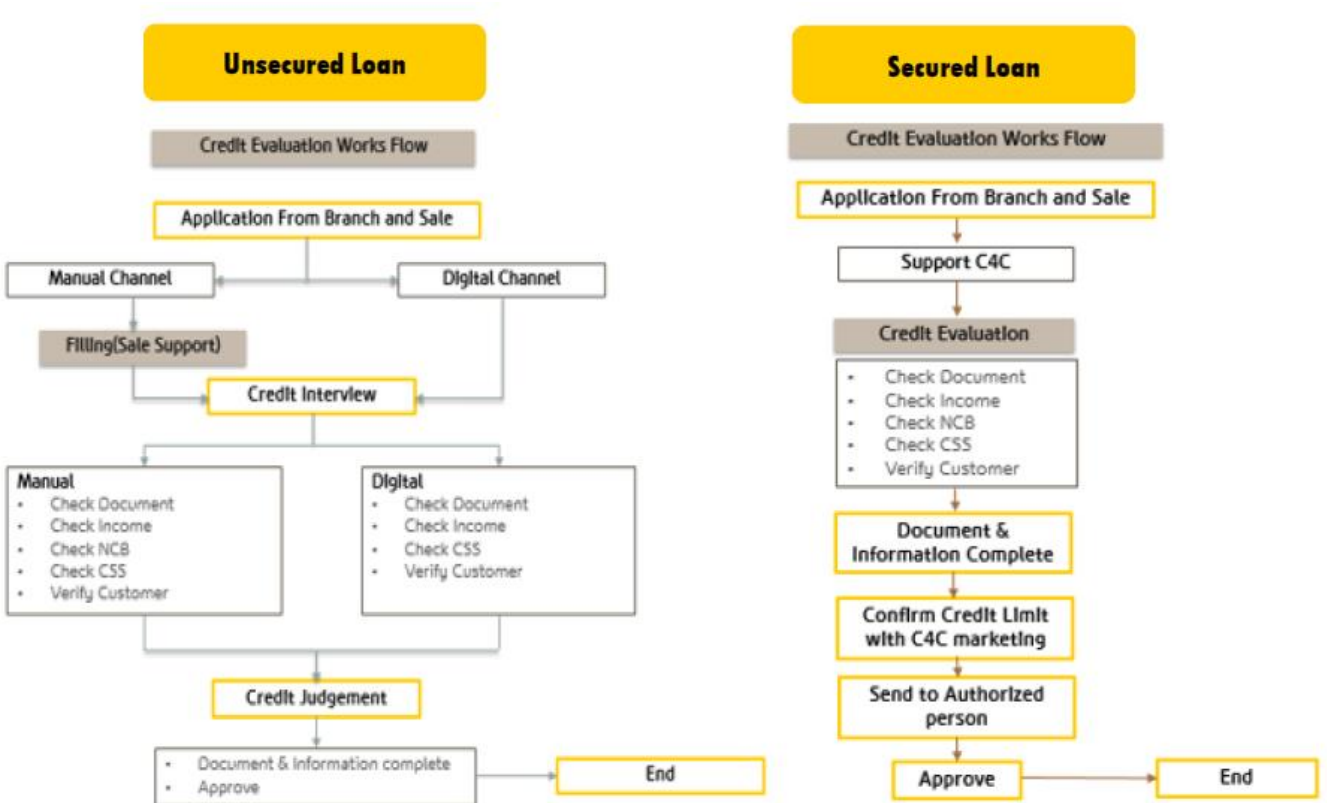 Unsecured Loan
Credit Evaluation Works Flow
Application From Branch and Sale
Manual Channel
Digital Channel
Filling(Sale Support)
Credit Interview
Manual
• Check Document
• Check Income
• Check NCB
• Check CSS
• Verify Customer
Digital
• Check Document
• Check Income
• Check CSS
• Verify Customer
Credit Judgement
• Document & Information complete
• Approve
End
Secured Loan
Credit Evaluation Works Flow
Application From Branch and Sale
Support C4C
Credit Evaluation
• Check Document
• Check Income
• Check NCB
• Check CSS
• Verify Customer
Document &
Information Complete
Confirm Credit Limit
with C4C marketing
Send to Authorized
person
Approve
End